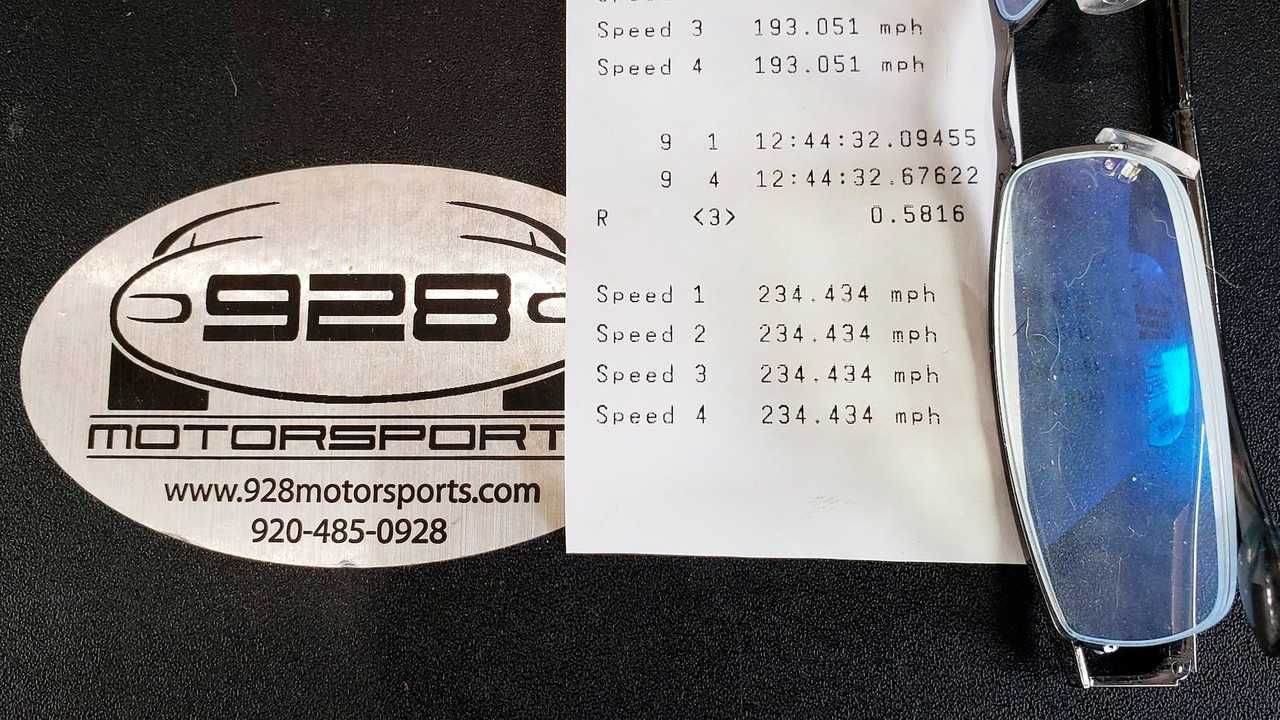 Speed 3 193.051 mph
Speed 4 193.051 mph
9 1 12:44:32.09455
9 4 12:44:32.67622
R <3> 0.5816
Speed 1 234.434 mph
Speed 2 234.434 mph
Speed 3 234.434 mph
Speed 4 234.434 mph
928
MOTORSPORT
www.928motorsports.com
920-485-0928